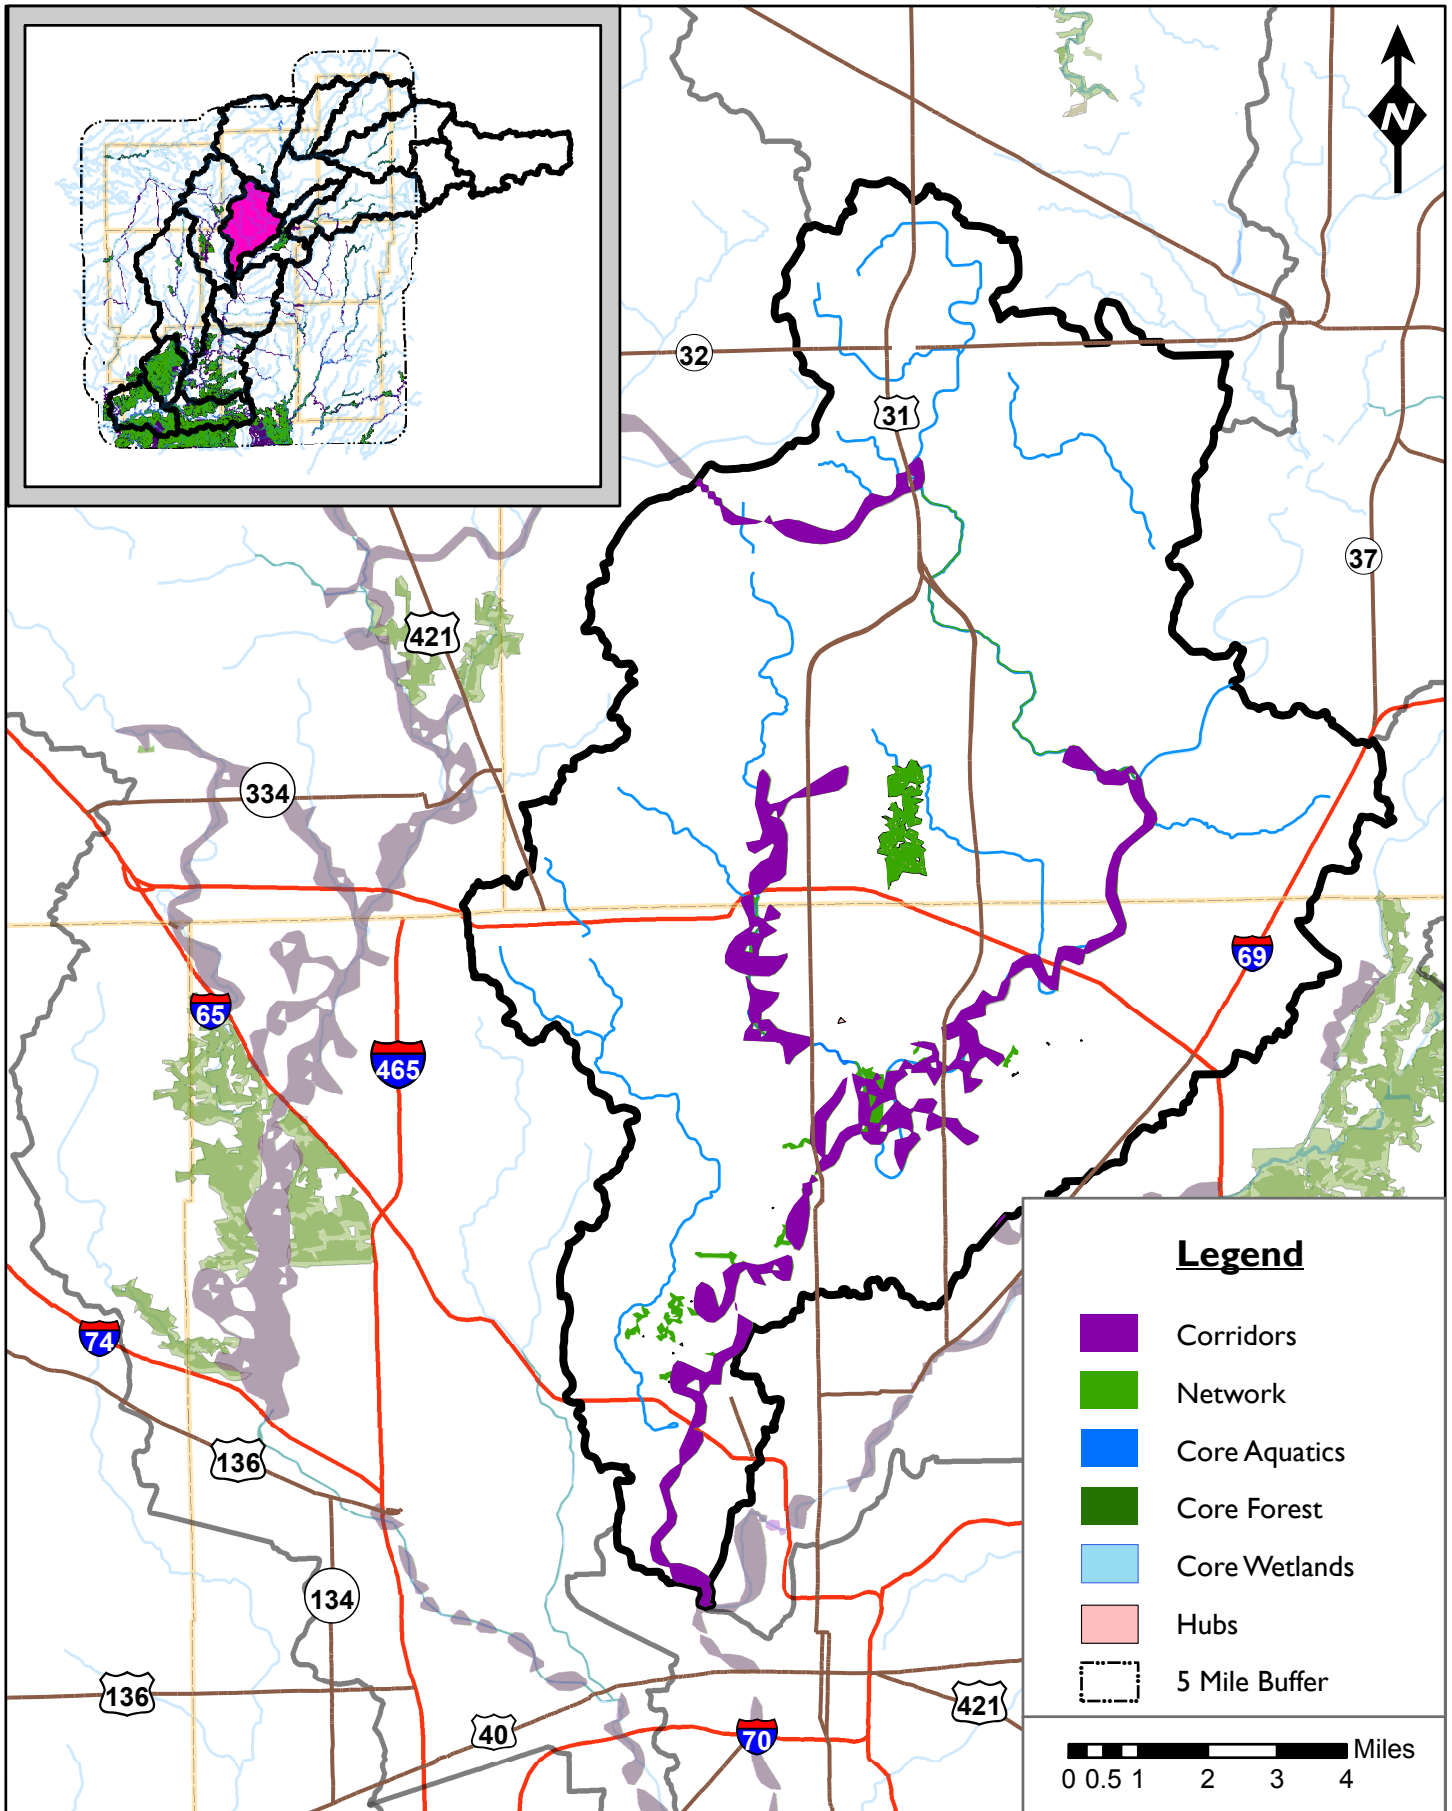 N
32
31
37
421
334
69
65
465
74
136
134
136
40
70
421
Legend
Corridors
Network
Core Aquatics
Core Forest
Core Wetlands
Hubs
5 Mile Buffer
Miles
0 0.5 1 2 3 4